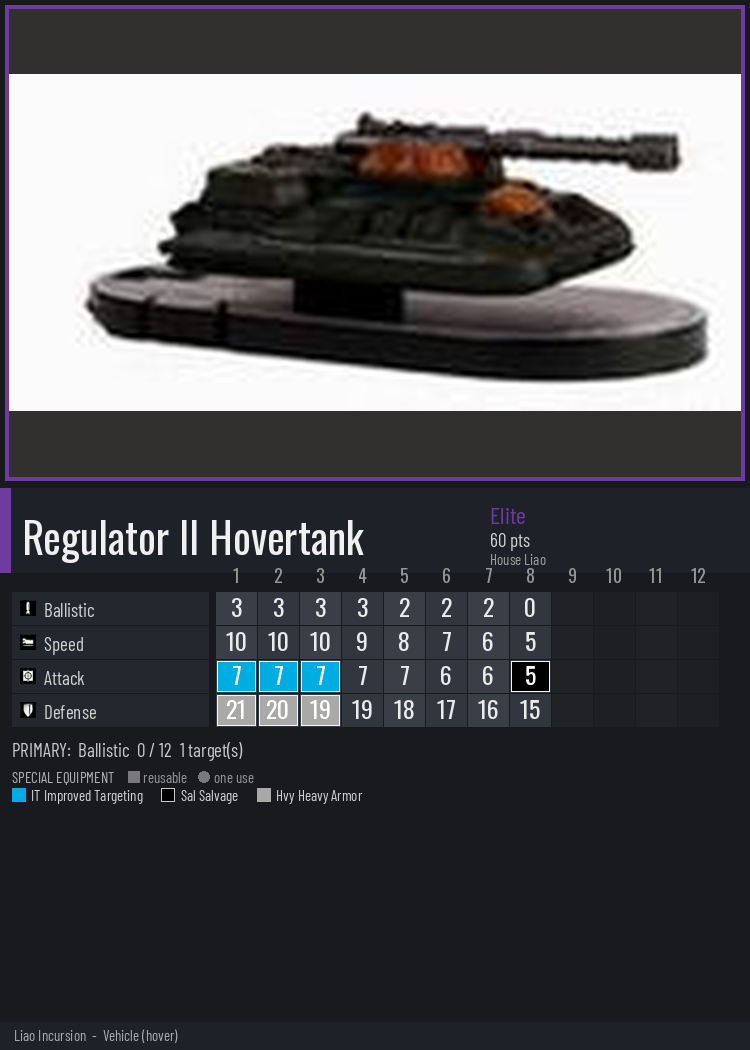 Regulator II Hovertank
Elite
60 pts
House Liao
1 2 3 4 5 6 7 8 9 10 11 12
Ballistic 3 3 3 3 2 2 2 0
Speed 10 10 10 9 8 7 6 5
Attack 7 7 7 7 7 6 6 5
Defense 21 20 19 19 18 17 16 15
PRIMARY: Ballistic 0 / 12 1 target(s)
SPECIAL EQUIPMENT reusable one use
IT Improved Targeting Sal Salvage Hvy Heavy Armor
Liao Incursion - Vehicle (hover)